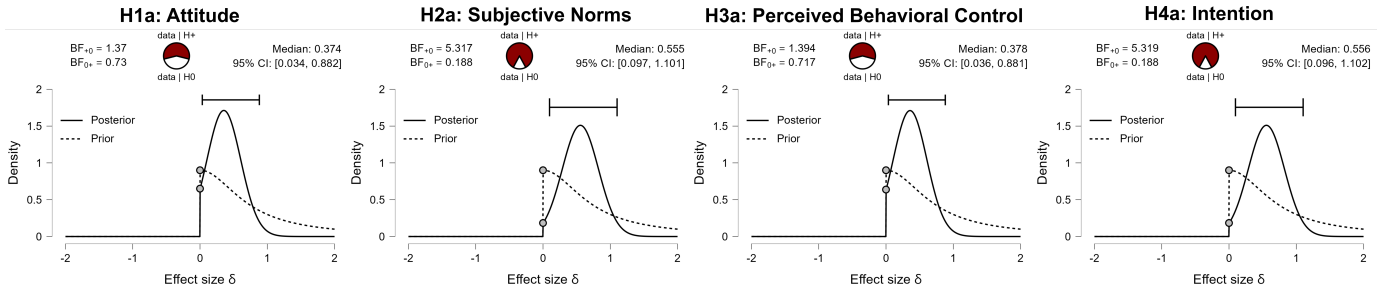 H1a: Attitude
data | H+
BF+0 = 1.37
BF0+ = 0.73
Median: 0.374
95% CI: [0.034, 0.882]
data | H0
2
1.5
1
0.5
0
Density
Posterior
Prior
-2
-1
0
1
2
Effect size δ
H2a: Subjective Norms
data | H+
BF+0 = 5.317
BF0+ = 0.188
Median: 0.555
95% CI: [0.097, 1.101]
data | H0
2
1.5
1
0.5
0
Density
Posterior
Prior
-2
-1
0
1
2
Effect size δ
H3a: Perceived Behavioral Control
data | H+
BF+0 = 1.394
BF0+ = 0.717
Median: 0.378
95% CI: [0.036, 0.881]
data | H0
2
1.5
1
0.5
0
Density
Posterior
Prior
-2
-1
0
1
2
Effect size δ
H4a: Intention
data | H+
BF+0 = 5.319
BF0+ = 0.188
Median: 0.556
95% CI: [0.096, 1.102]
data | H0
2
1.5
1
0.5
0
Density
Posterior
Prior
-2
-1
0
1
2
Effect size δ